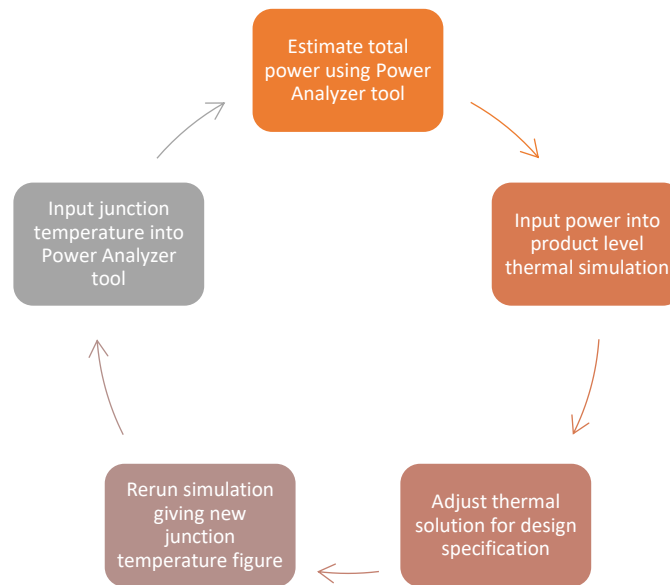 Estimate total
power using Power
Analyzer tool
Input power into
product level
thermal simulation
Adjust thermal
solution for design
specification
Rerun simulation
giving new
junction
temperature figure
Input junction
temperature into
Power Analyzer
tool